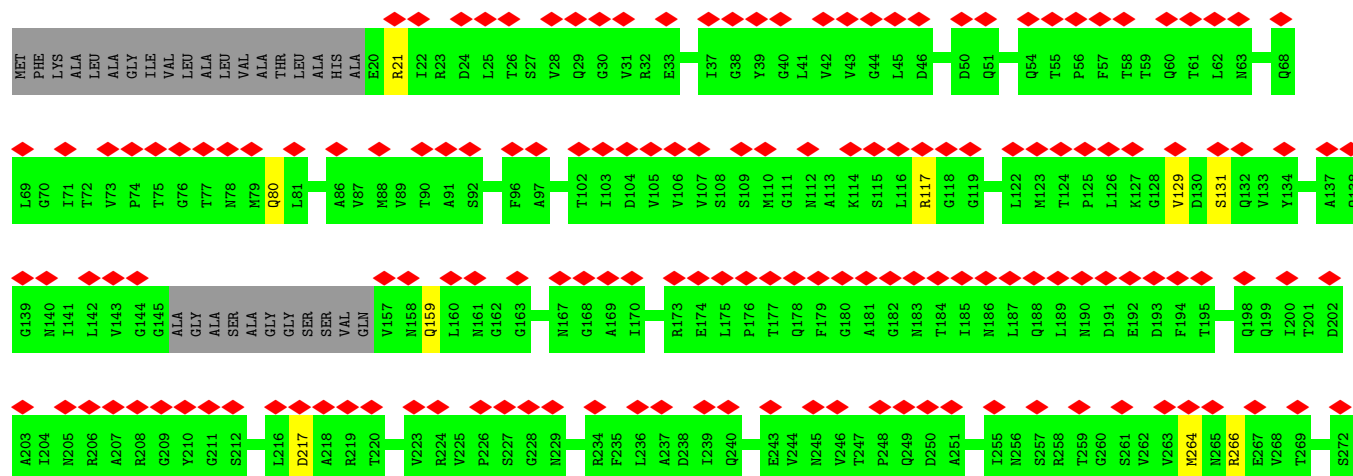 MET PHE LYS ALA LEU ALA GLY ILE VAL LEU ALA LEU VAL ALA THR LEU ALA HIS ALA E20 R21 I22 R23 D24 L25 T26 S27 V28 Q29 G30 V31 R32 E33 I37 G38 Y39 G40 L41 V42 V43 G44 L45 D46 D50 Q51 Q54 T55 P56 F57 T58 T59 Q60 T61 L62 N63 Q68
L69 G70 I71 T72 V73 P74 T75 G76 T77 N78 M79 Q80 L81 A86 V87 M88 V89 T90 A91 S92 F96 A97 T102 I103 D104 V105 V106 V107 S108 S109 M110 G111 N112 A113 K114 S115 L116 R117 G118 G119 L122 M123 T124 P125 L126 K127 G128 V129 D130 S131 Q132 V133 Y134 A137
G139 N140 I141 L142 V143 G144 G145 ALA GLY ALA SER ALA GLY GLY SER SER VAL GLN V157 N158 Q159 L160 N161 G162 G163 N167 G168 A169 I170 R173 E174 L175 P176 T177 Q178 F179 G180 A181 G182 N183 T184 I185 N186 L187 Q188 L189 N190 D191 E192 D193 F194 T195 Q198 Q199 I200 T201 D202
A203 I204 N205 R206 A207 R208 G209 Y210 G211 S212 L216 D217 A218 R219 T220 V223 R224 V225 P226 S227 G228 N229 R234 F235 L236 A237 D238 I239 Q240 E243 V244 N245 V246 T247 P248 Q249 D250 A251 I255 N256 S257 R258 T259 G260 S261 V262 V263 M264 N265 R266 E267 V268 T269 S272